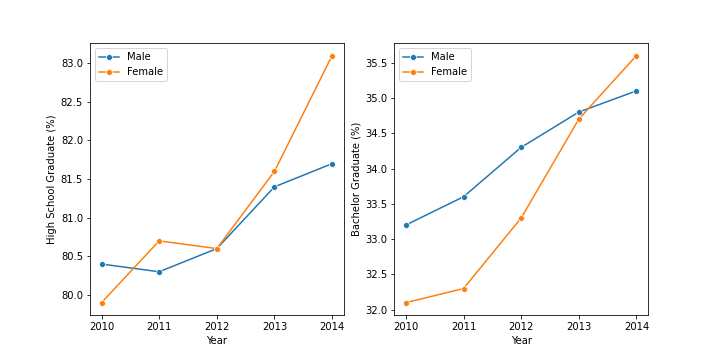 Male
Female
High School Graduate (%)
83.0
82.5
82.0
81.5
81.0
80.5
80.0
2010 2011 2012 2013 2014
Year
Male
Female
Bachelor Graduate (%)
35.5
35.0
34.5
34.0
33.5
33.0
32.5
32.0
2010 2011 2012 2013 2014
Year